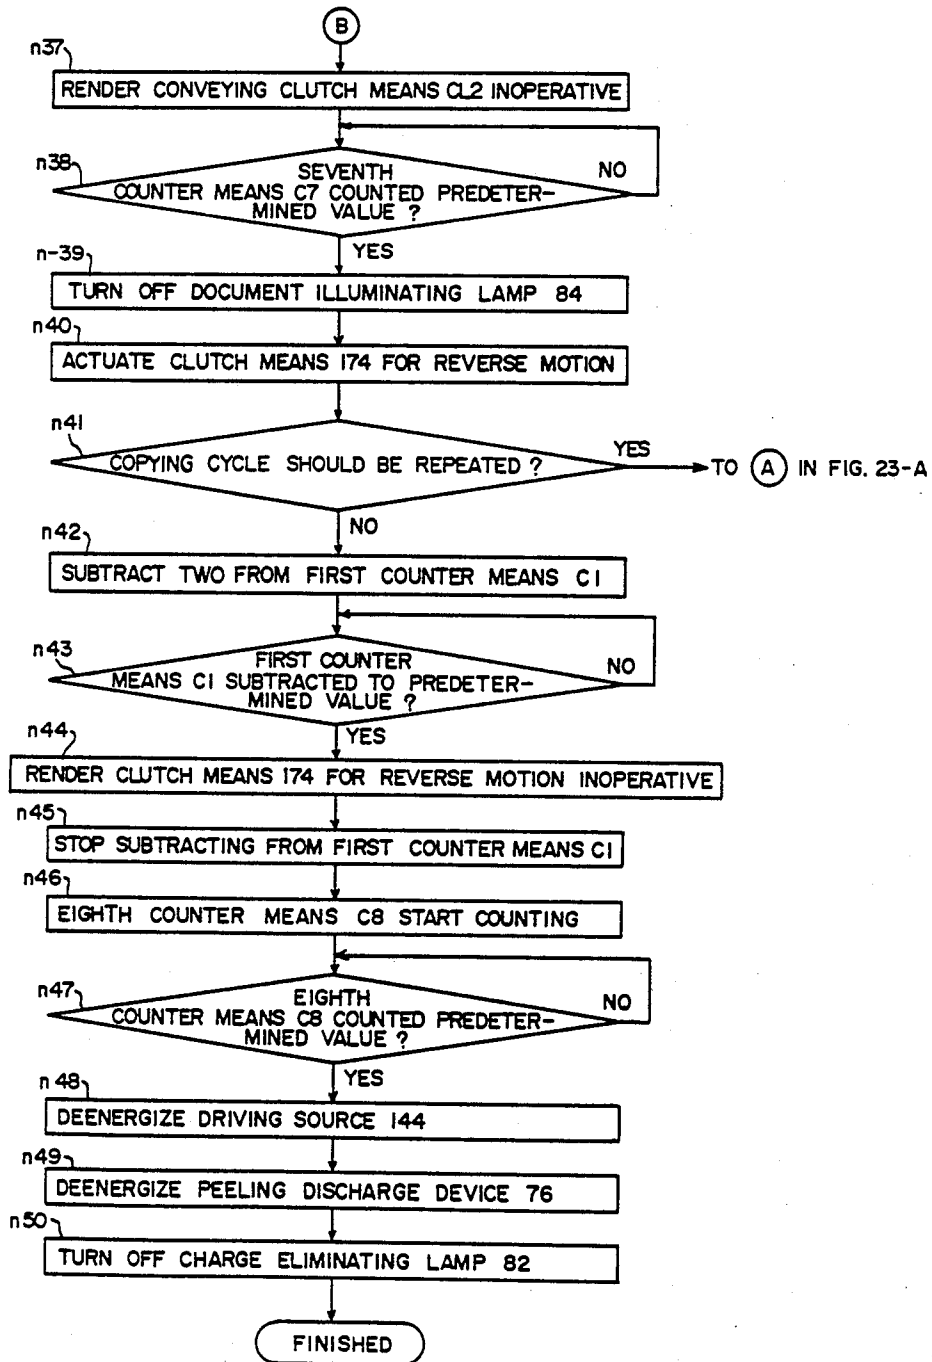 B
n37
RENDER CONVEYING CLUTCH MEANS CL2 INOPERATIVE
n38
SEVENTH
COUNTER MEANS C7 COUNTED PREDETER-
MINED VALUE ?
NO
YES
n-39
TURN OFF DOCUMENT ILLUMINATING LAMP 84
n40
ACTUATE CLUTCH MEANS 174 FOR REVERSE MOTION
n41
COPYING CYCLE SHOULD BE REPEATED ?
YES
TO A IN FIG. 23-A
NO
n42
SUBTRACT TWO FROM FIRST COUNTER MEANS C1
n43
FIRST COUNTER
MEANS C1 SUBTRACTED TO PREDETER-
MINED VALUE ?
NO
YES
n44
RENDER CLUTCH MEANS 174 FOR REVERSE MOTION INOPERATIVE
n45
STOP SUBTRACTING FROM FIRST COUNTER MEANS C1
n46
EIGHTH COUNTER MEANS C8 START COUNTING
n47
EIGHTH
COUNTER MEANS C8 COUNTED PREDETER-
MINED VALUE ?
NO
YES
n48
DEENERGIZE DRIVING SOURCE 144
n49
DEENERGIZE PEELING DISCHARGE DEVICE 76
n50
TURN OFF CHARGE ELIMINATING LAMP 82
FINISHED